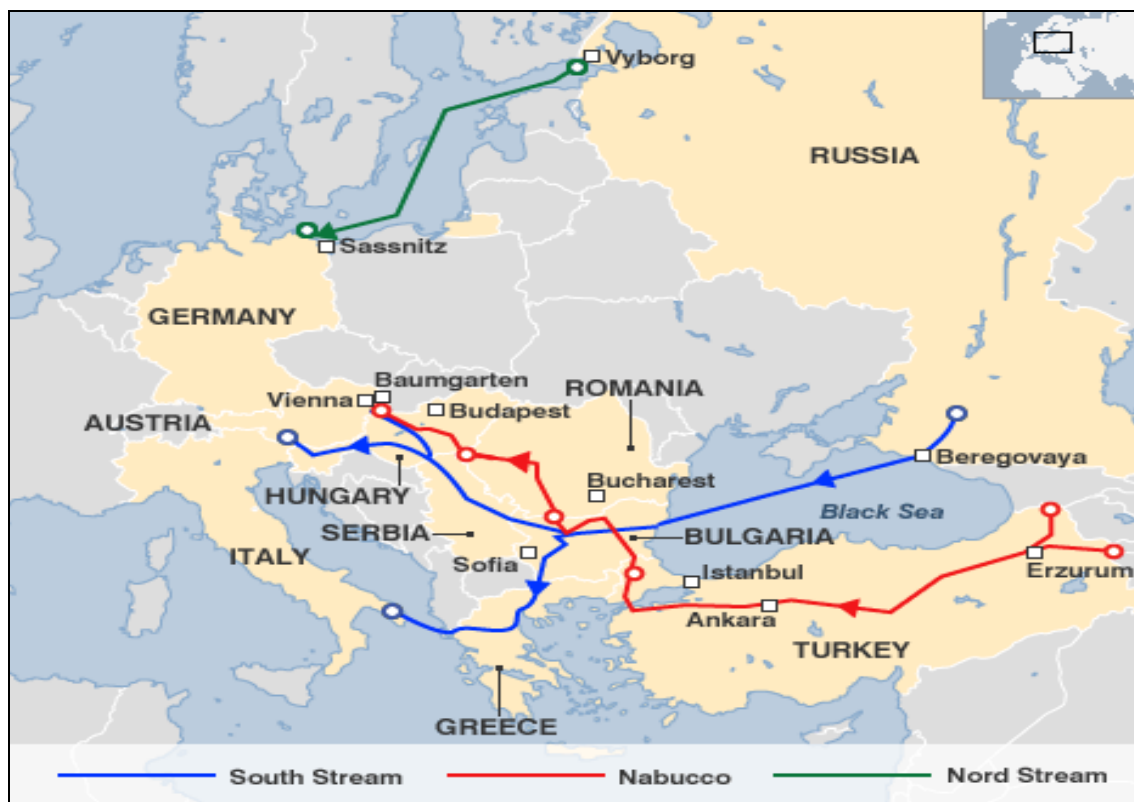 Vyborg
RUSSIA
Sassnitz
GERMANY
Baumgarten
ROMANIA
Vienna
Budapest
AUSTRIA
Beregovaya
HUNGARY
Bucharest
Black Sea
SERBIA
BULGARIA
ITALY
Sofia
Istanbul
Erzurum
Ankara
TURKEY
GREECE
South Stream
Nabucco
Nord Stream